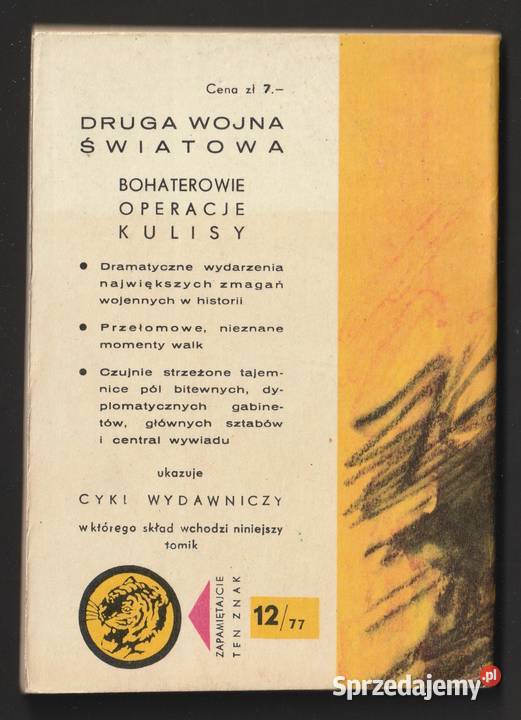 Cena zł 7.–
DRUGA WOJNA
ŚWIATOWA
BOHATEROWIE
OPERACJE
KULISY
● Dramatyczne wydarzenia
największych zmagań
wojennych w historii
● Przełomowe, nieznane
momenty walk
● Czujnie strzeżone tajem-
nice pól bitewnych, dy-
plomatycznych gabine-
tów, głównych sztabów
i central wywiadu
ukazuje
CYKL WYDAWNICZY
w którego skład wchodzi niniejszy
tomik
ZAPAMIĘTAJCIE
TEN ZNAK
12/77
Sprzedajemy.pl